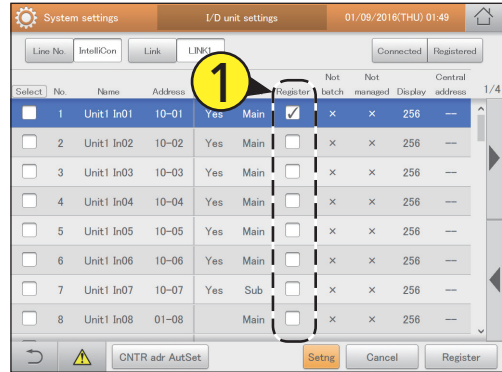 System settings I/D unit settings 01/09/2016(THU) 01:49
Line No. IntelliCon Link LINK1 Connected Registered
1
Select No. Name Address Register Not batch Not managed Display Central address 1/4
1 Unit1 In01 10-01 Yes Main ✓ × × 256 --
2 Unit1 In02 10-02 Yes Main × × 256 --
3 Unit1 In03 10-03 Yes Main × × 256 --
4 Unit1 In04 10-04 Yes Main × × 256 --
5 Unit1 In05 10-05 Yes Main × × 256 --
6 Unit1 In06 10-06 Yes Main × × 256 --
7 Unit1 In07 10-07 Yes Sub × × 256 --
8 Unit1 In08 01-08 Main × × 256 --
CNTR adr AutSet Setng Cancel Register